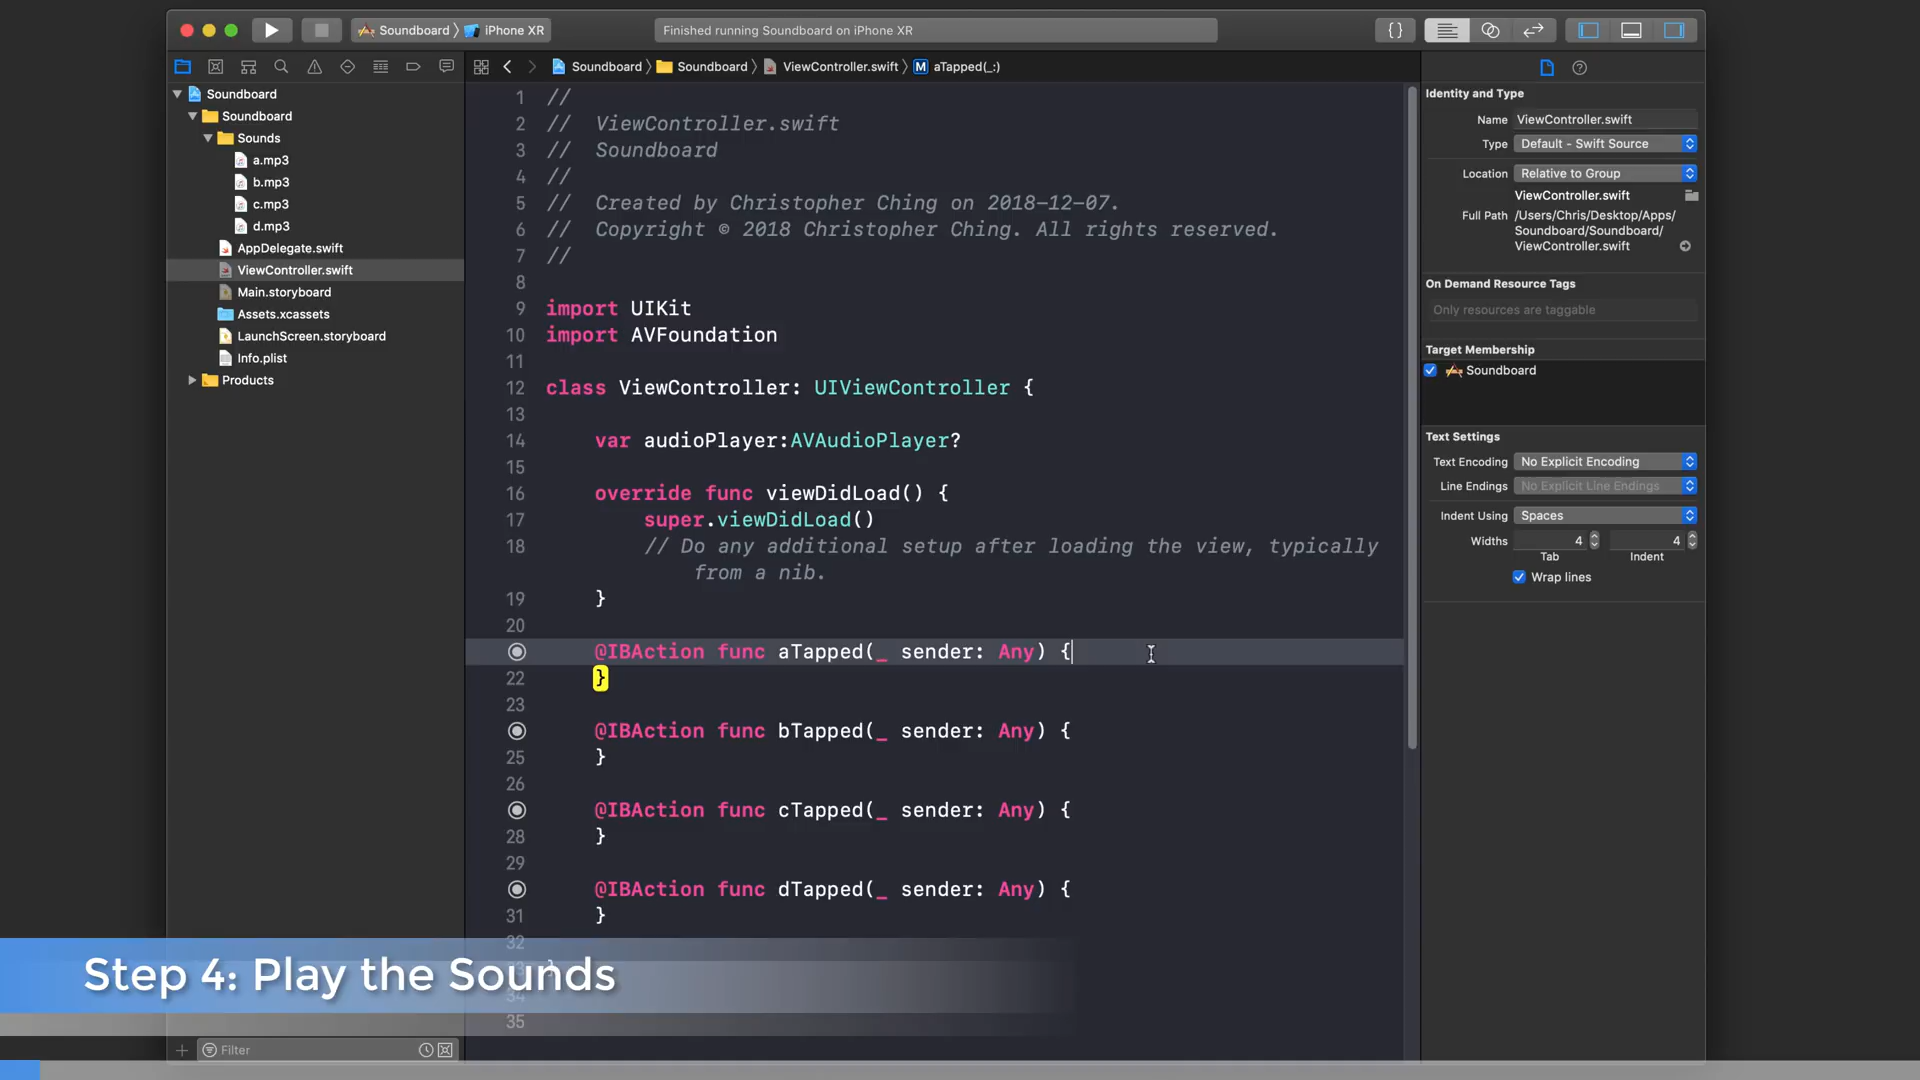 Soundboard 〉 iPhone XR
Finished running Soundboard on iPhone XR
{}
Soundboard 〉 Soundboard 〉 ViewController.swift 〉 M aTapped(_:)
Soundboard
Soundboard
Sounds
a.mp3
b.mp3
c.mp3
d.mp3
AppDelegate.swift
ViewController.swift
Main.storyboard
Assets.xcassets
LaunchScreen.storyboard
Info.plist
Products
Filter
1 //
2 // ViewController.swift
3 // Soundboard
4 //
5 // Created by Christopher Ching on 2018-12-07.
6 // Copyright © 2018 Christopher Ching. All rights reserved.
7 //
8
9 import UIKit
10 import AVFoundation
11
12 class ViewController: UIViewController {
13
14 var audioPlayer:AVAudioPlayer?
15
16 override func viewDidLoad() {
17 super.viewDidLoad()
18 // Do any additional setup after loading the view, typically
from a nib.
19 }
20
@IBAction func aTapped(_ sender: Any) {
22 }
23
@IBAction func bTapped(_ sender: Any) {
25 }
26
@IBAction func cTapped(_ sender: Any) {
28 }
29
@IBAction func dTapped(_ sender: Any) {
31 }
32
}
34
35
Identity and Type
Name ViewController.swift
Type Default - Swift Source
Location Relative to Group
ViewController.swift
Full Path /Users/Chris/Desktop/Apps/
Soundboard/Soundboard/
ViewController.swift
On Demand Resource Tags
Only resources are taggable
Target Membership
Soundboard
Text Settings
Text Encoding No Explicit Encoding
Line Endings No Explicit Line Endings
Indent Using Spaces
Widths 4 4
Tab Indent
Wrap lines
Step 4: Play the Sounds